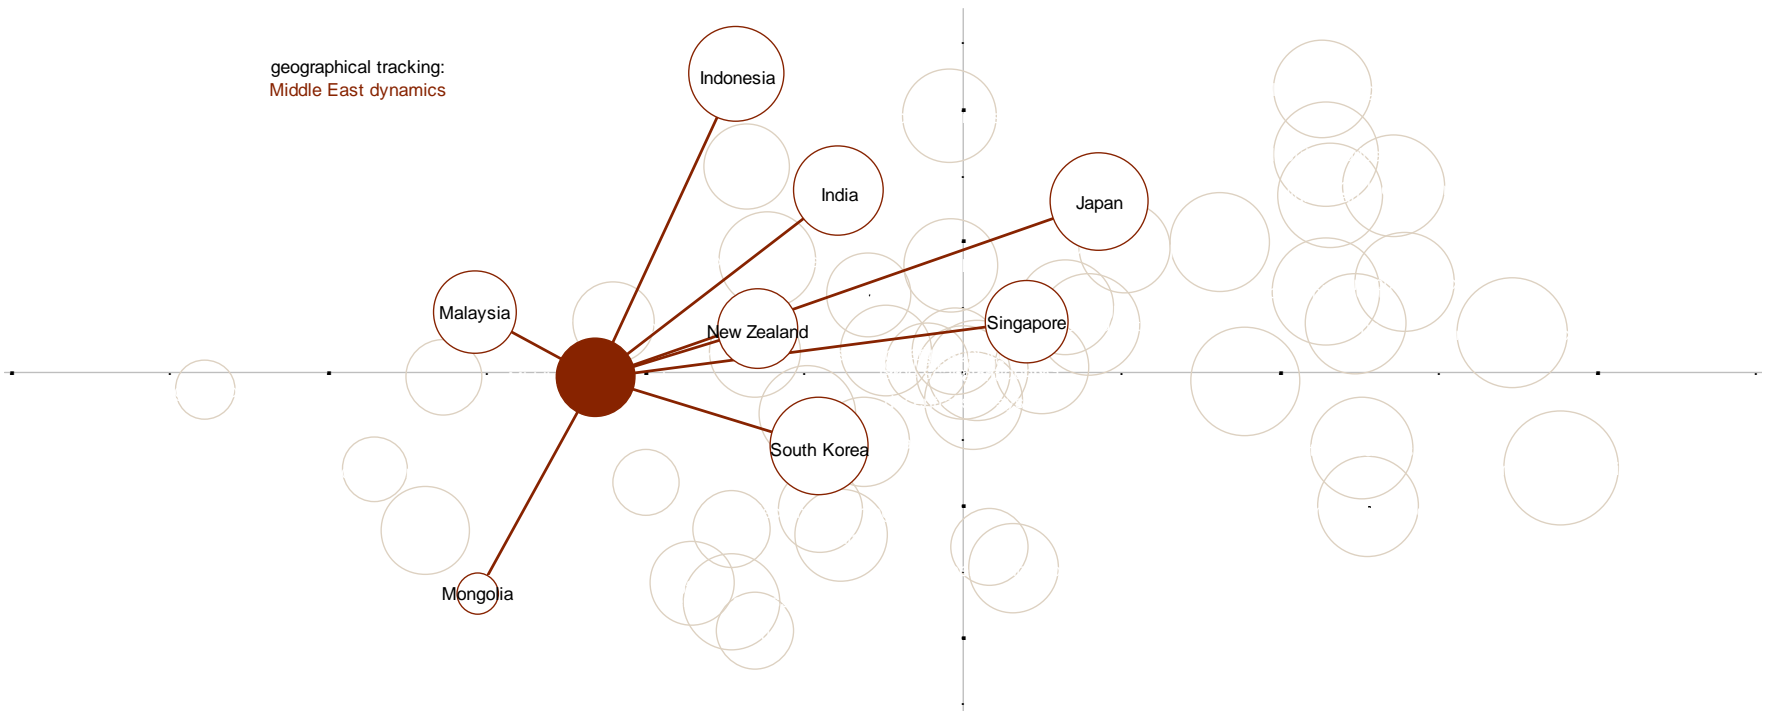 geographical tracking:
Middle East dynamics
Indonesia
India
Japan
Malaysia
New Zealand
Singapore
South Korea
Mongolia